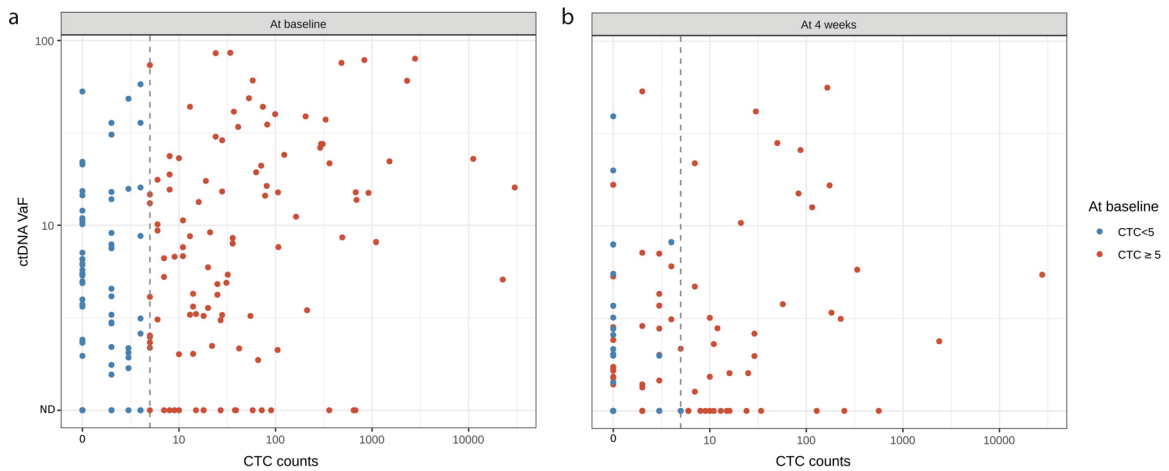 a
At baseline
100
10
ND
ctDNA VaF
0 10 100 1000 10000
CTC counts
b
At 4 weeks
0 10 100 1000 10000
CTC counts
At baseline
CTC<5
CTC ≥ 5